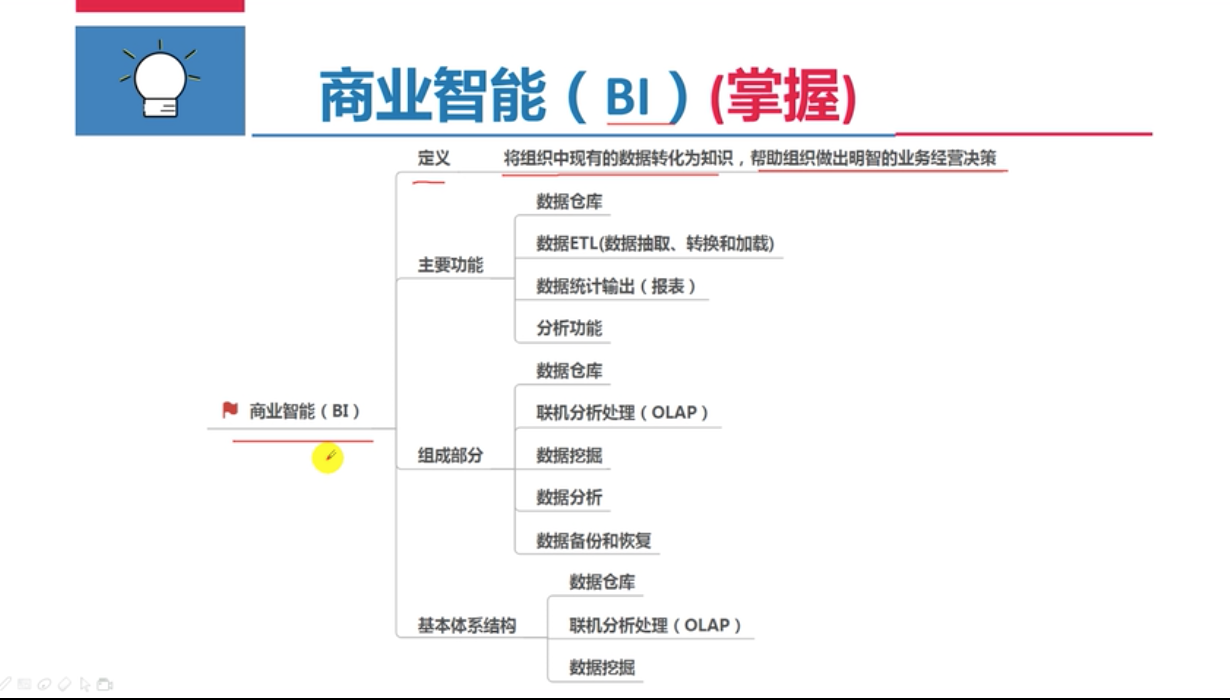 商业智能（BI）(掌握)
定义
将组织中现有的数据转化为知识，帮助组织做出明智的业务经营决策
主要功能
数据仓库
数据ETL(数据抽取、转换和加载)
数据统计输出（报表）
分析功能
商业智能（BI）
组成部分
数据仓库
联机分析处理（OLAP）
数据挖掘
数据分析
数据备份和恢复
基本体系结构
数据仓库
联机分析处理（OLAP）
数据挖掘